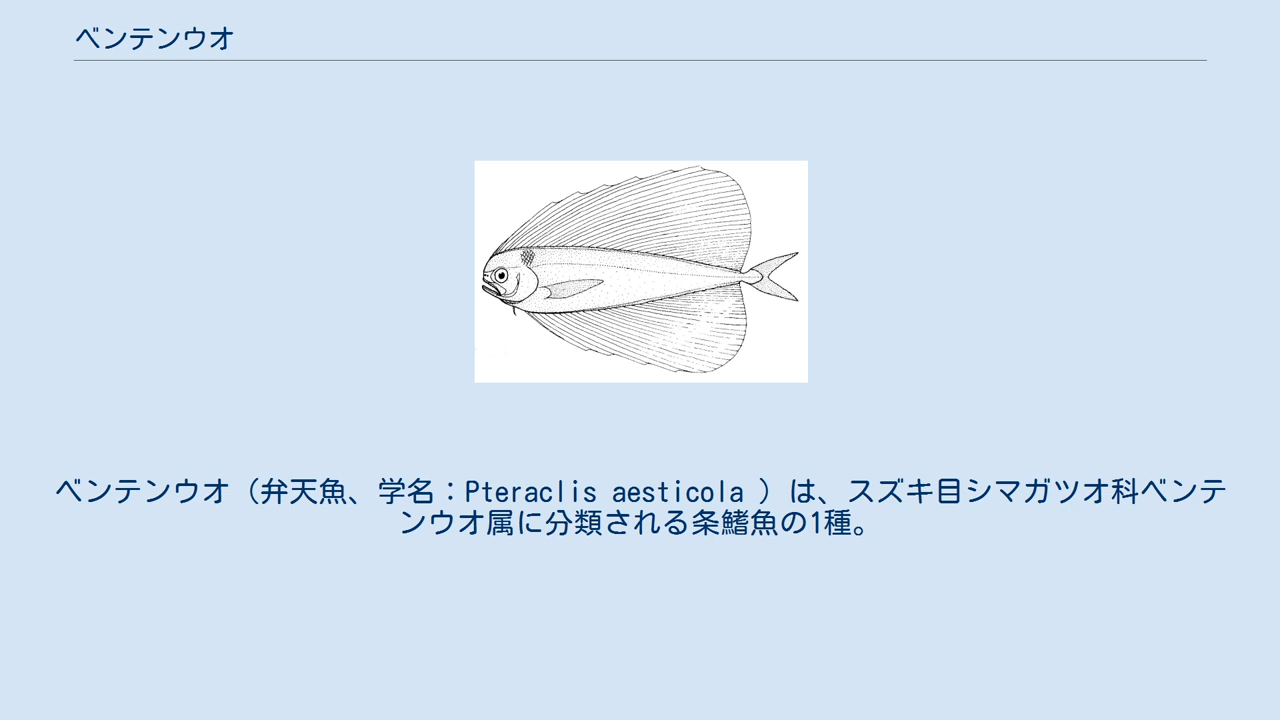 ベンテンウオ
ベンテンウオ（弁天魚、学名：Pteraclis aesticola ）は、スズキ目シマガツオ科ベンテ
ンウオ属に分類される条鰭魚の1種。